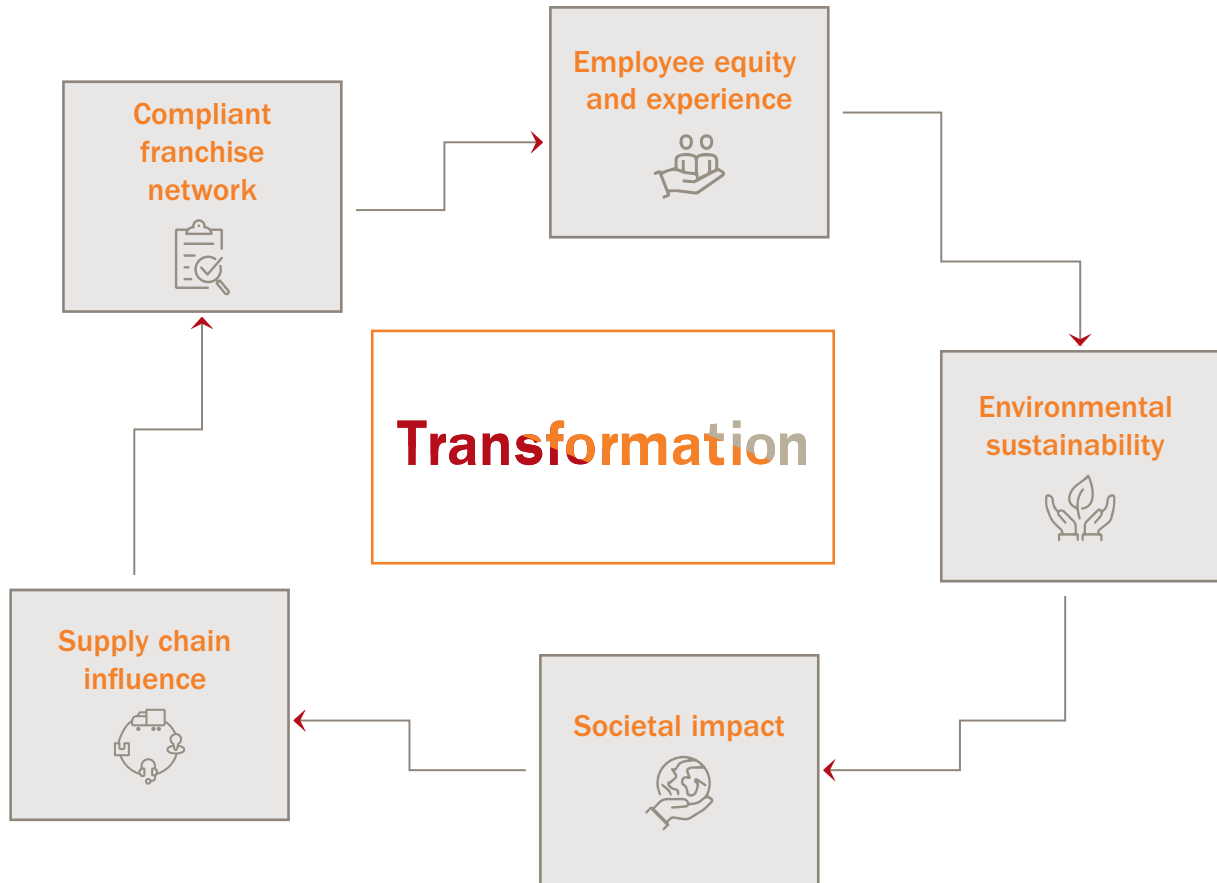 Employee equity
and experience
Compliant
franchise
network
Environmental
sustainability
Transformation
Supply chain
influence
Societal impact